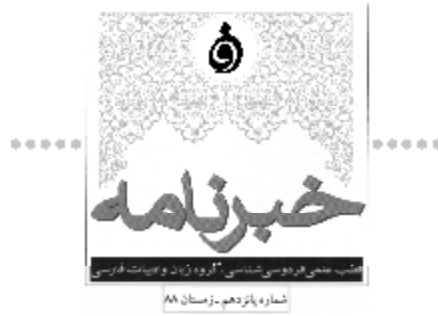 خبرنامه
قطب علمی فردوسی‌شناسی، گروه زبان و ادبیات فارسی
شماره پانزدهم ـ زمستان ۸۸